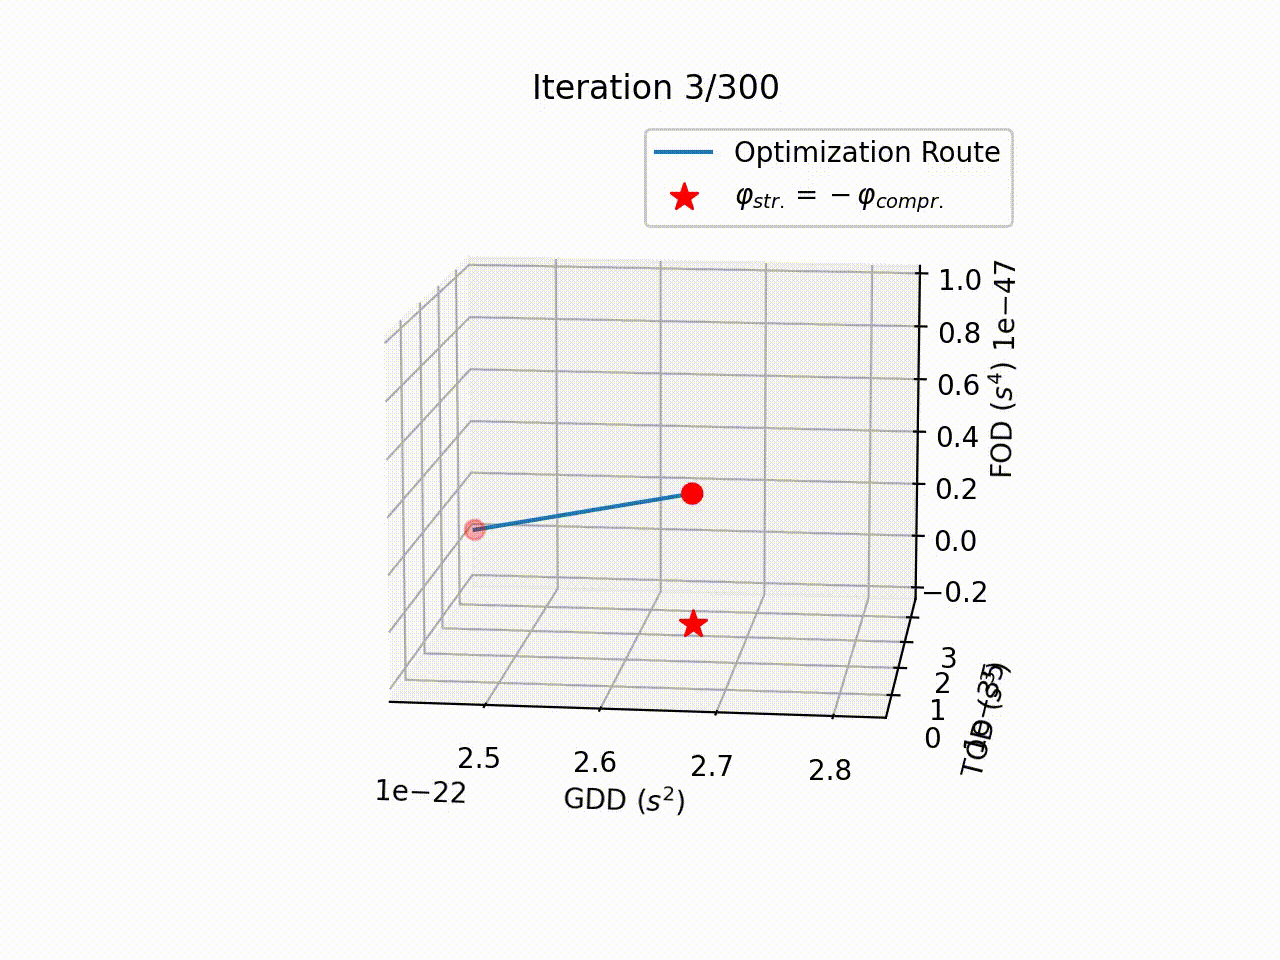 Iteration 3/300
Optimization Route
φstr. = − φcompr.
1.0
0.8
0.6
0.4
0.2
0.0
−0.2
FOD (s⁴) 1e−47
3
2
1
0
TOD (s³)
2.5
2.6
2.7
2.8
1e−22
GDD (s²)